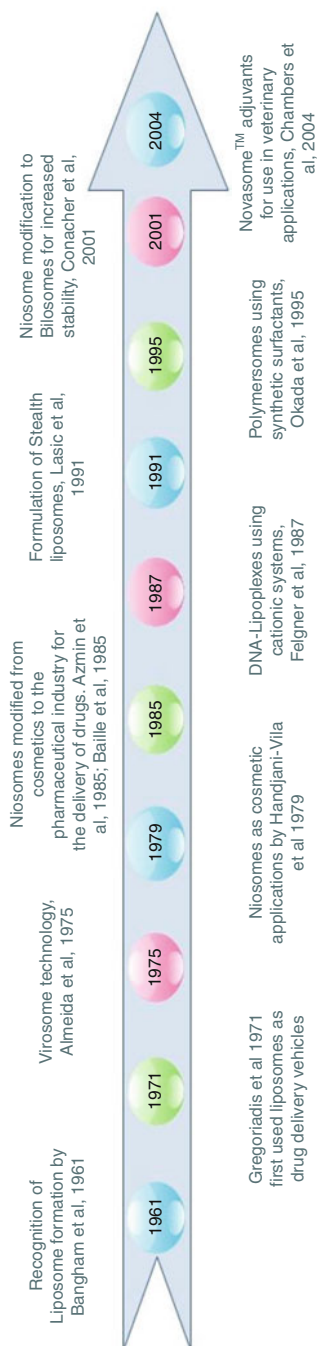 Recognition of
Liposome formation by
Bangham et al, 1961
Virosome technology,
Almeida et al, 1975
Niosomes modified from
cosmetics to the
pharmaceutical industry for
the delivery of drugs. Azmin et
al, 1985; Baille et al, 1985
Formulation of Stealth
liposomes, Lasic et al,
1991
Niosome modification to
Bilosomes for increased
stability, Conacher et al,
2001
1961
1971
1975
1979
1985
1987
1991
1995
2001
2004
Gregoriadis et al 1971
first used liposomes as
drug delivery vehicles
Niosomes as cosmetic
applications by Handjani-Vila
et al 1979
DNA-Lipoplexes using
cationic systems,
Felgner et al, 1987
Polymersomes using
synthetic surfactants,
Okada et al, 1995
Novasome™ adjuvants
for use in veterinary
applications, Chambers et
al, 2004